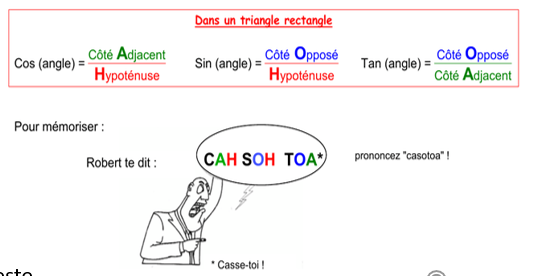 Dans un triangle rectangle
Cos (angle) = Côté Adjacent / Hypoténuse
Sin (angle) = Côté Opposé / Hypoténuse
Tan (angle) = Côté Opposé / Côté Adjacent
Pour mémoriser :
Robert te dit :
CAH SOH TOA*
prononcez "casotoa" !
* Casse-toi !